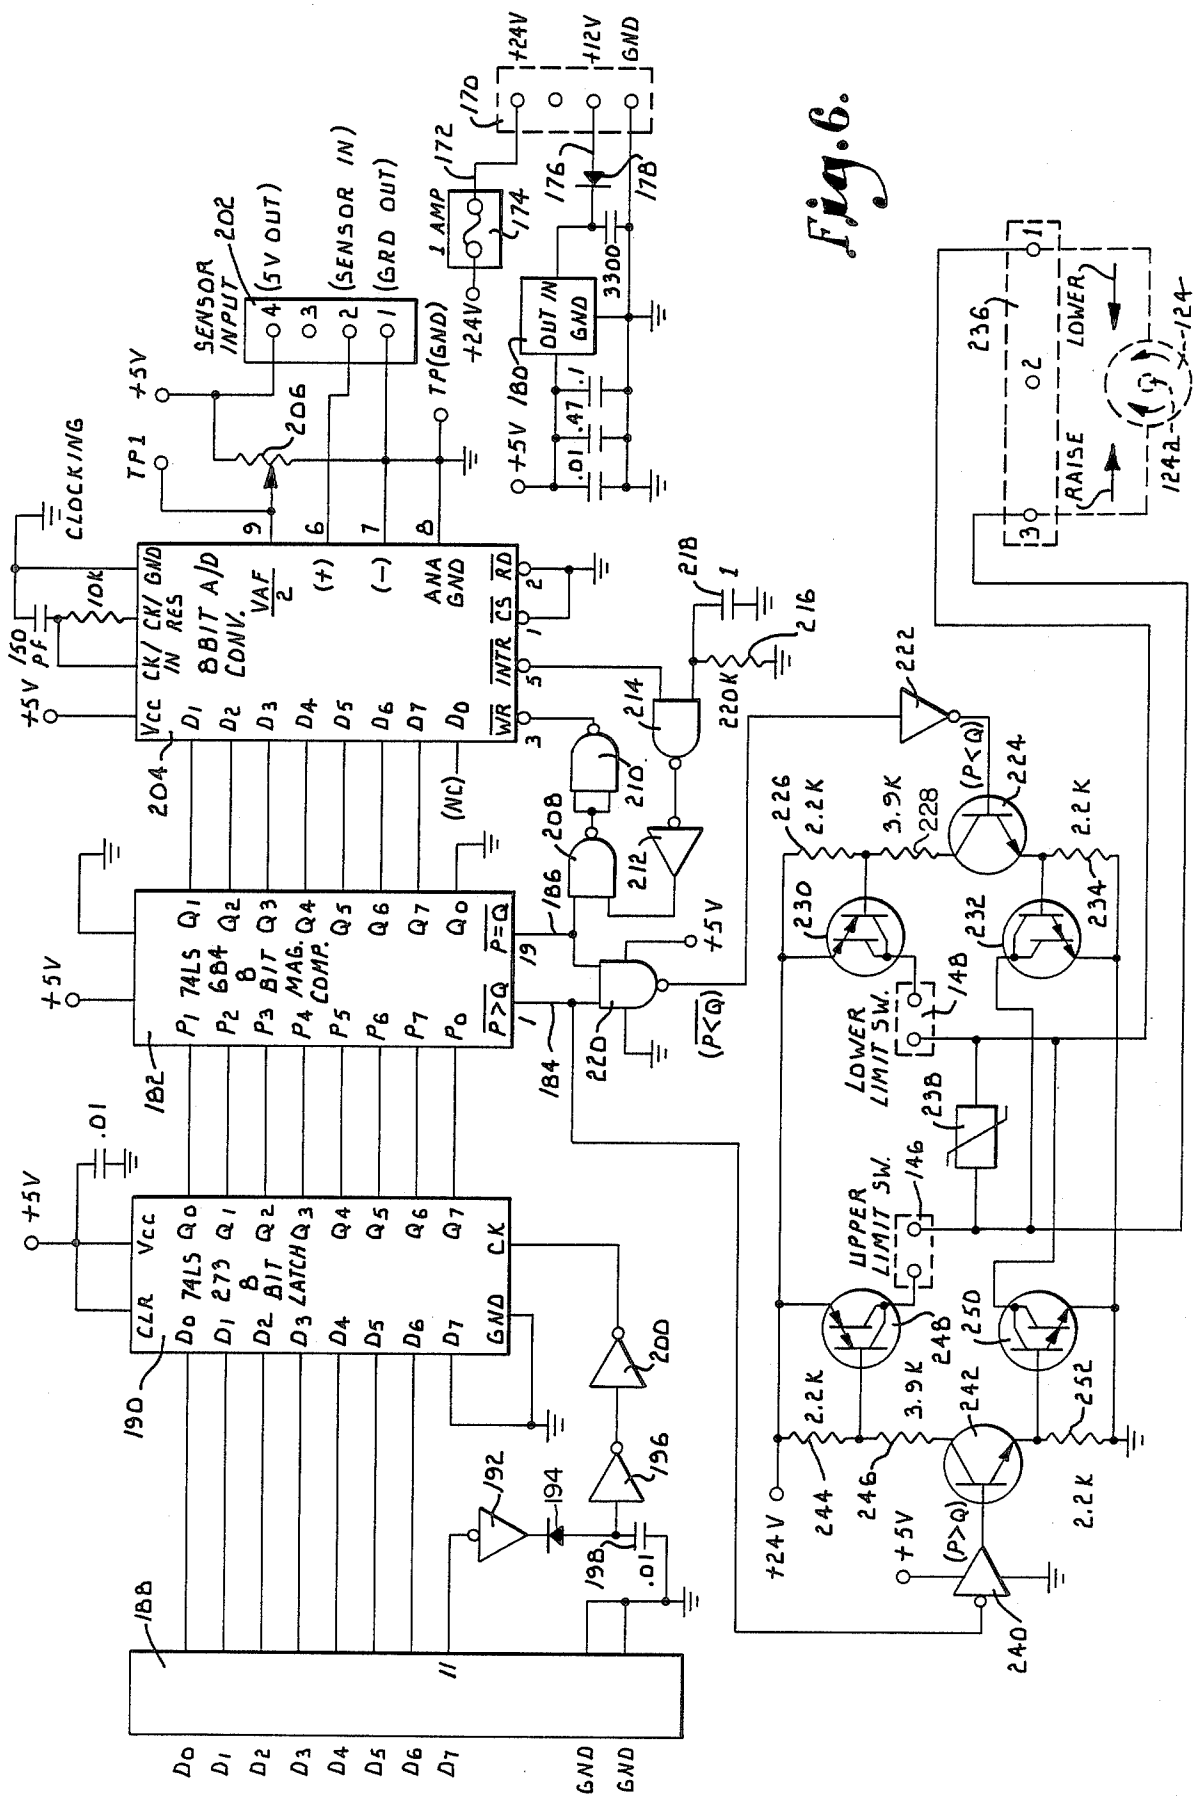 Fig. 6.
188
D0
D1
D2
D3
D4
D5
D6
D7
GND
GND
11
190
+5V
.01
CLR
Vcc
D0 74LS Q0
D1 273 Q1
D2 8 Q2
D3 BIT LATCH Q3
D4 Q4
D5 Q5
D6 Q6
D7 Q7
GND
CK
192
194
196
198
.01
200
182
+5V
P1 74LS Q1
P2 684 Q2
P3 8 BIT Q3
P4 MAG. Q4
P5 COMP. Q5
P6 Q6
P7 Q7
P0 Q0
P>Q
P=Q
1
19
184
186
204
+5V
150 PF
10K
CLOCKING
Vcc
CK/ IN
CK/ RES
GND
D1
D2
D3
D4
D5
D6
D7
D0
(NC)
8BIT A/D
CONV.
VAF/2
(+)
(-)
ANA
GND
9
6
7
8
WR
INTR
CS
RD
3
5
1
2
TP1
+5V
206
SENSOR
INPUT
202
4 (5V OUT)
3
2 (SENSOR IN)
1 (GRD OUT)
TP(GND)
1 AMP
172
174
+24V
170
+24V
+12V
GND
176
178
180
OUT IN
GND
3300
+5V
.01
.47
.1
208
210
212
214
218
1
216
220K
220
+5V
(P<Q)
222
(P<Q)
224
226
2.2K
3.9K
228
230
232
2.2K
234
LOWER
LIMIT SW.
148
238
UPPER
LIMIT SW.
146
248
250
2.2K
3.9K
244
246
242
252
2.2K
+24V
+5V
(P>Q)
240
236
1
2
3
LOWER
RAISE
124
124a